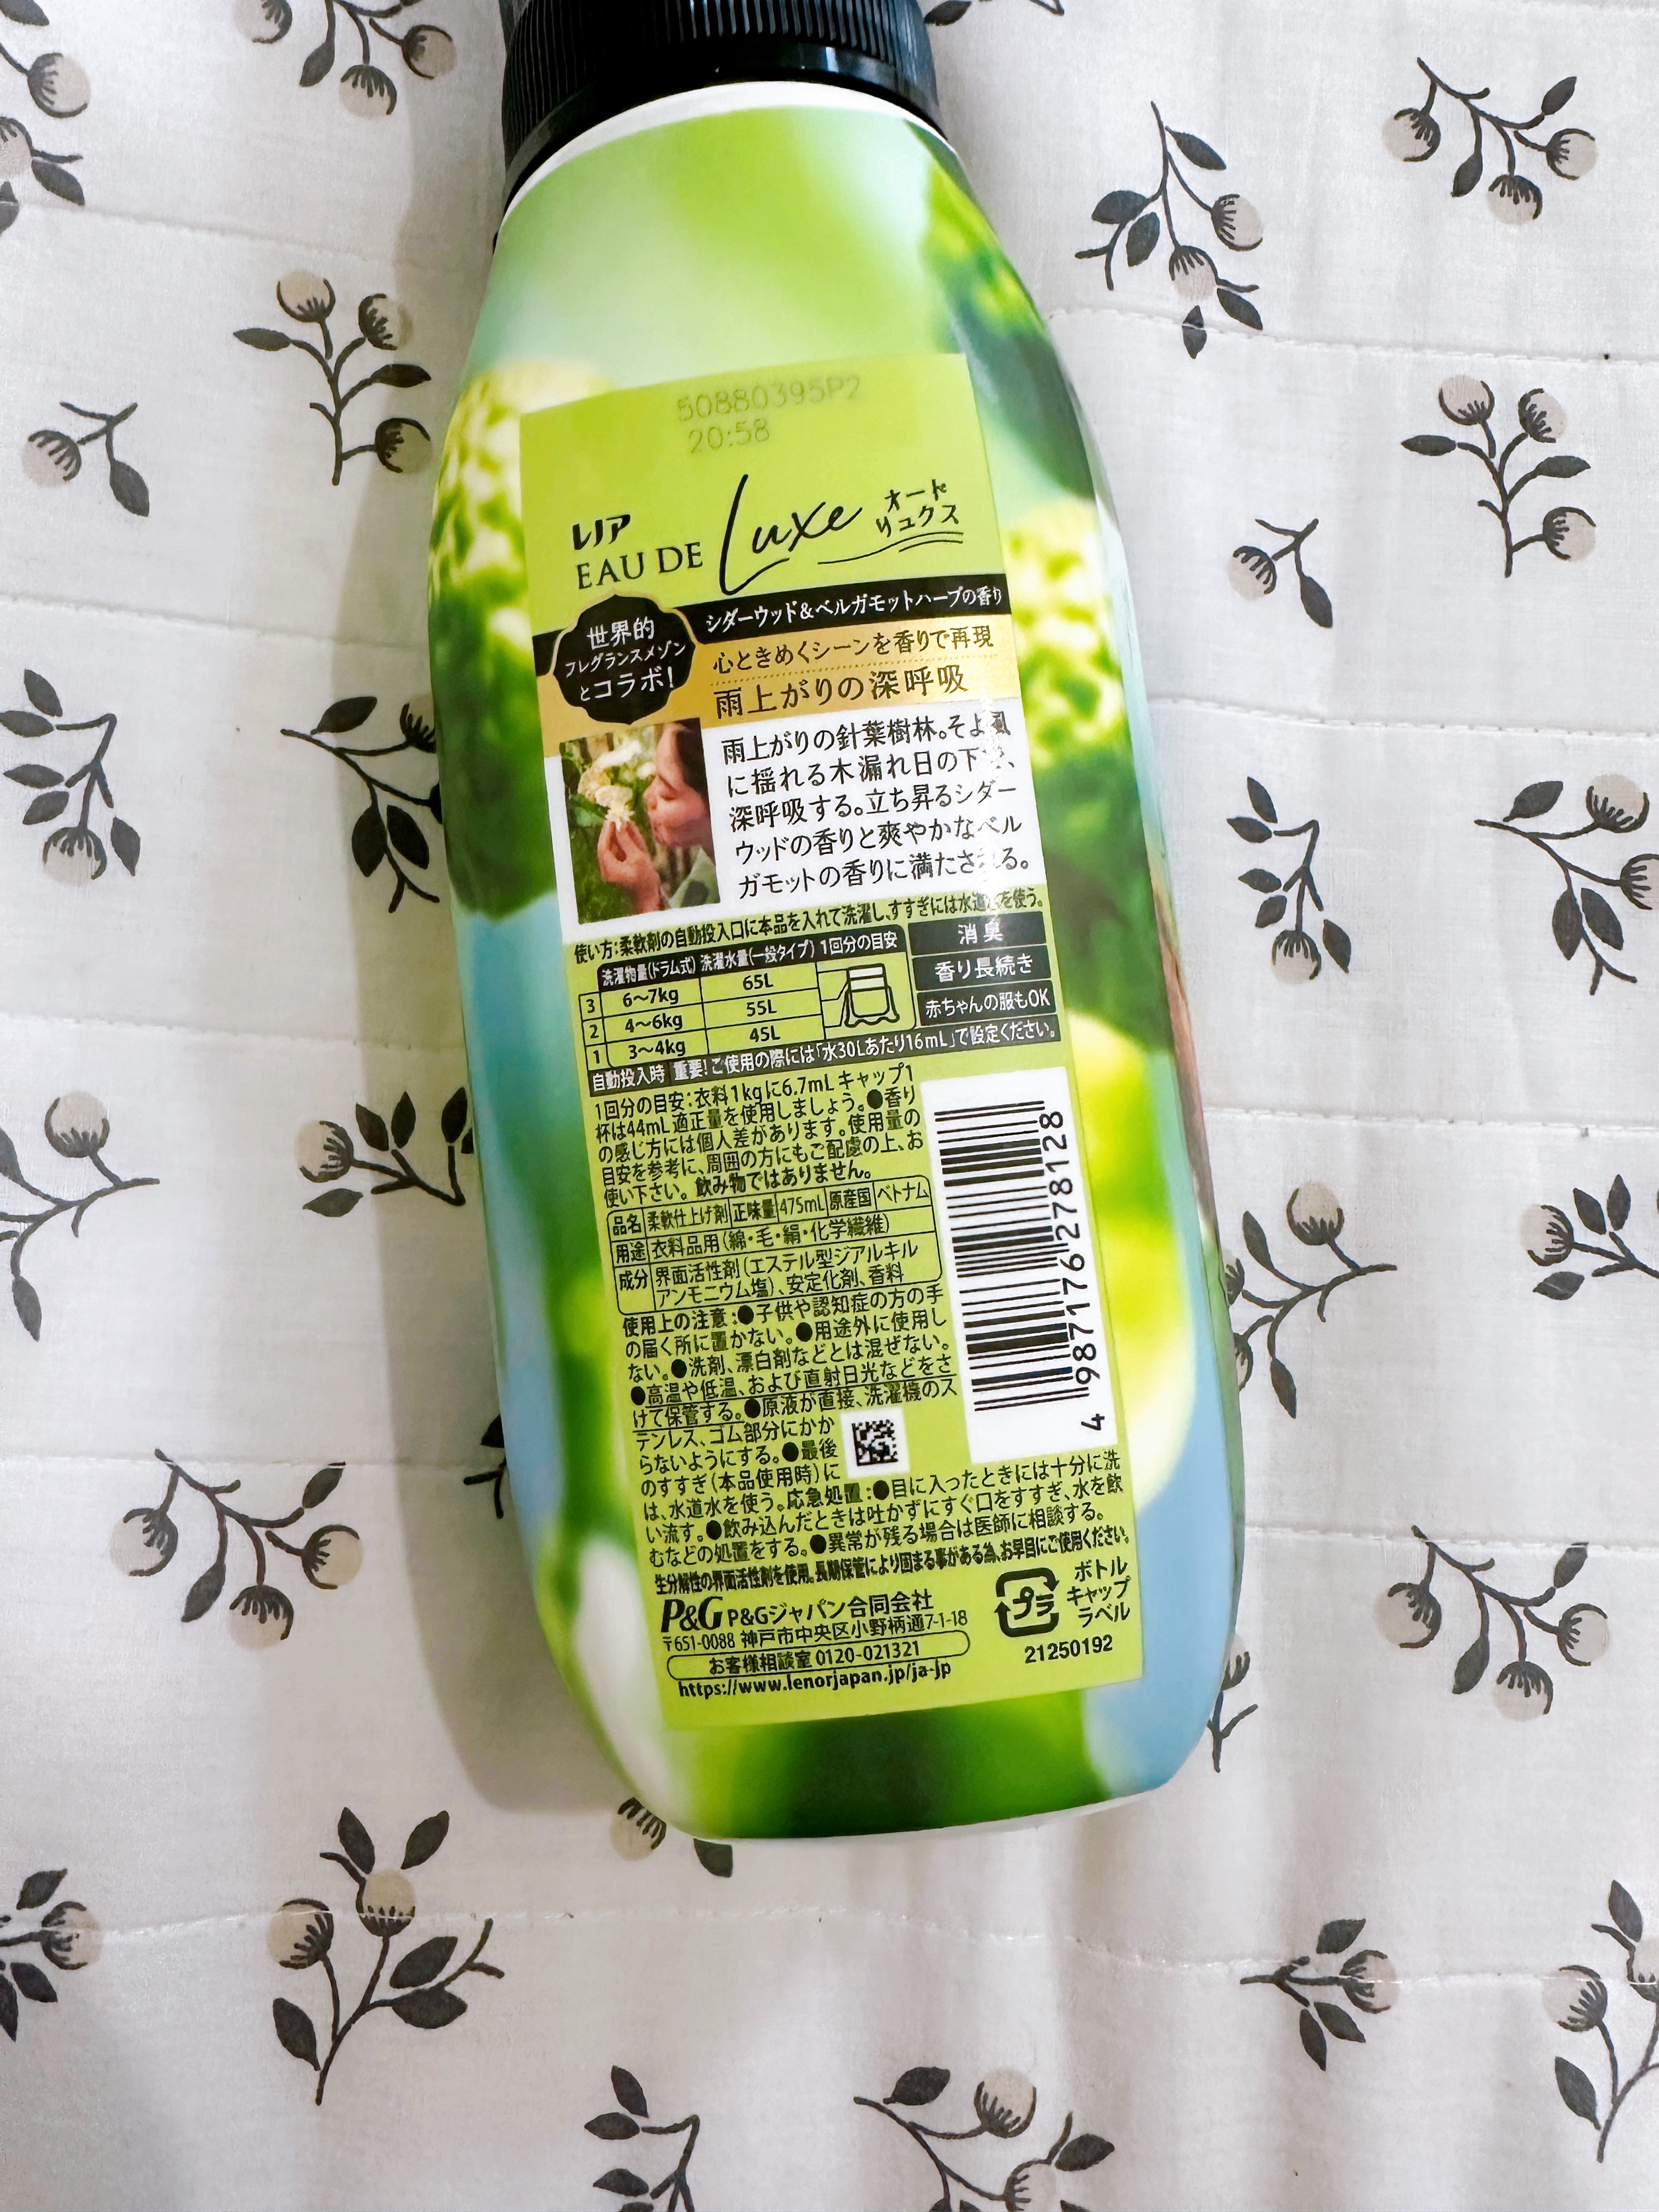 50880395P2
20:58
レノア
EAU DE Luxe オードリュクス
シダーウッド&ベルガモットハーブの香り
世界的
フレグランスメゾン
とコラボ!
心ときめくシーンを香りで再現
雨上がりの深呼吸
雨上がりの針葉樹林。そよ風
に揺れる木漏れ日の下、
深呼吸する。立ち昇るシダー
ウッドの香りと爽やかなベル
ガモットの香りに満たされる。
使い方:柔軟剤の自動投入口に本品を入れて洗濯し、すすぎには水道水を使う。
洗濯物量(ドラム式) 洗濯水量(一般タイプ) 1回分の目安
3 6～7kg 65L
2 4～6kg 55L
1 3～4kg 45L
消臭
香り長続き
赤ちゃんの服もOK
自動投入時 重要!ご使用の際には「水30Lあたり16mL」で設定ください。
1回分の目安:衣料1kgに6.7mL キャップ1
杯は44mL 適正量を使用しましょう。●香り
の感じ方には個人差があります。使用量の
目安を参考に、周囲の方にもご配慮の上、お
使い下さい。飲み物ではありません。
品名 柔軟仕上げ剤 正味量 475mL 原産国 ベトナム
用途 衣料品用(綿・毛・絹・化学繊維)
成分 界面活性剤(エステル型ジアルキル
アンモニウム塩)、安定化剤、香料
使用上の注意:●子供や認知症の方の手
の届く所に置かない。●用途外に使用し
ない。●洗剤、漂白剤などとは混ぜない。
●高温や低温、および直射日光などをさ
けて保管する。●原液が直接、洗濯機のス
テンレス、ゴム部分にかか
らないようにする。●最後
のすすぎ(本品使用時)に
は、水道水を使う。応急処置:●目に入ったときには十分に洗
い流す。●飲み込んだときは吐かずにすぐ口をすすぎ、水を飲
むなどの処置をする。●異常が残る場合は医師に相談する。
生分解性の界面活性剤を使用。長期保管により固まる事がある為、お早目にご使用ください。
P&G P&Gジャパン合同会社
〒651-0088 神戸市中央区小野柄通7-1-18
お客様相談室 0120-021321
https://www.lenorjapan.jp/ja-jp
プラ
ボトル
キャップ
ラベル
21250192
4 987176 278128